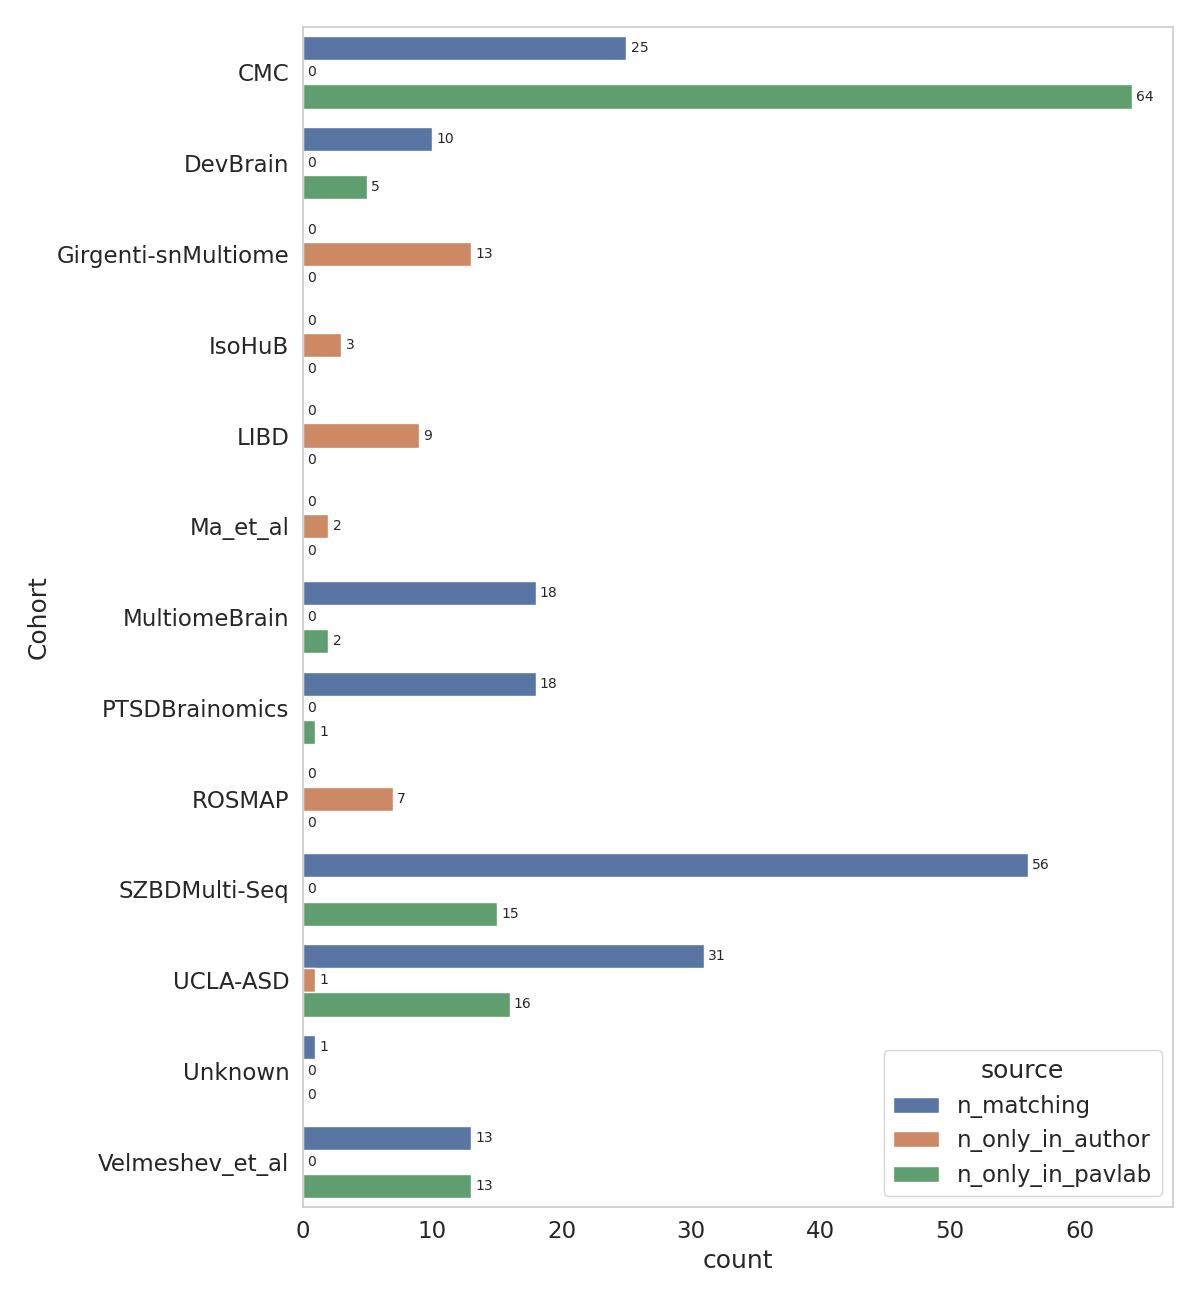 CMC
25
0
64
DevBrain
10
0
5
Girgenti-snMultiome
0
13
0
IsoHuB
0
3
0
LIBD
0
9
0
Ma_et_al
0
2
0
MultiomeBrain
18
0
2
PTSDBrainomics
18
0
1
ROSMAP
0
7
0
SZBDMulti-Seq
56
0
15
UCLA-ASD
31
1
16
Unknown
1
0
0
Velmeshev_et_al
13
0
13
Cohort
source
n_matching
n_only_in_author
n_only_in_pavlab
0 10 20 30 40 50 60
count